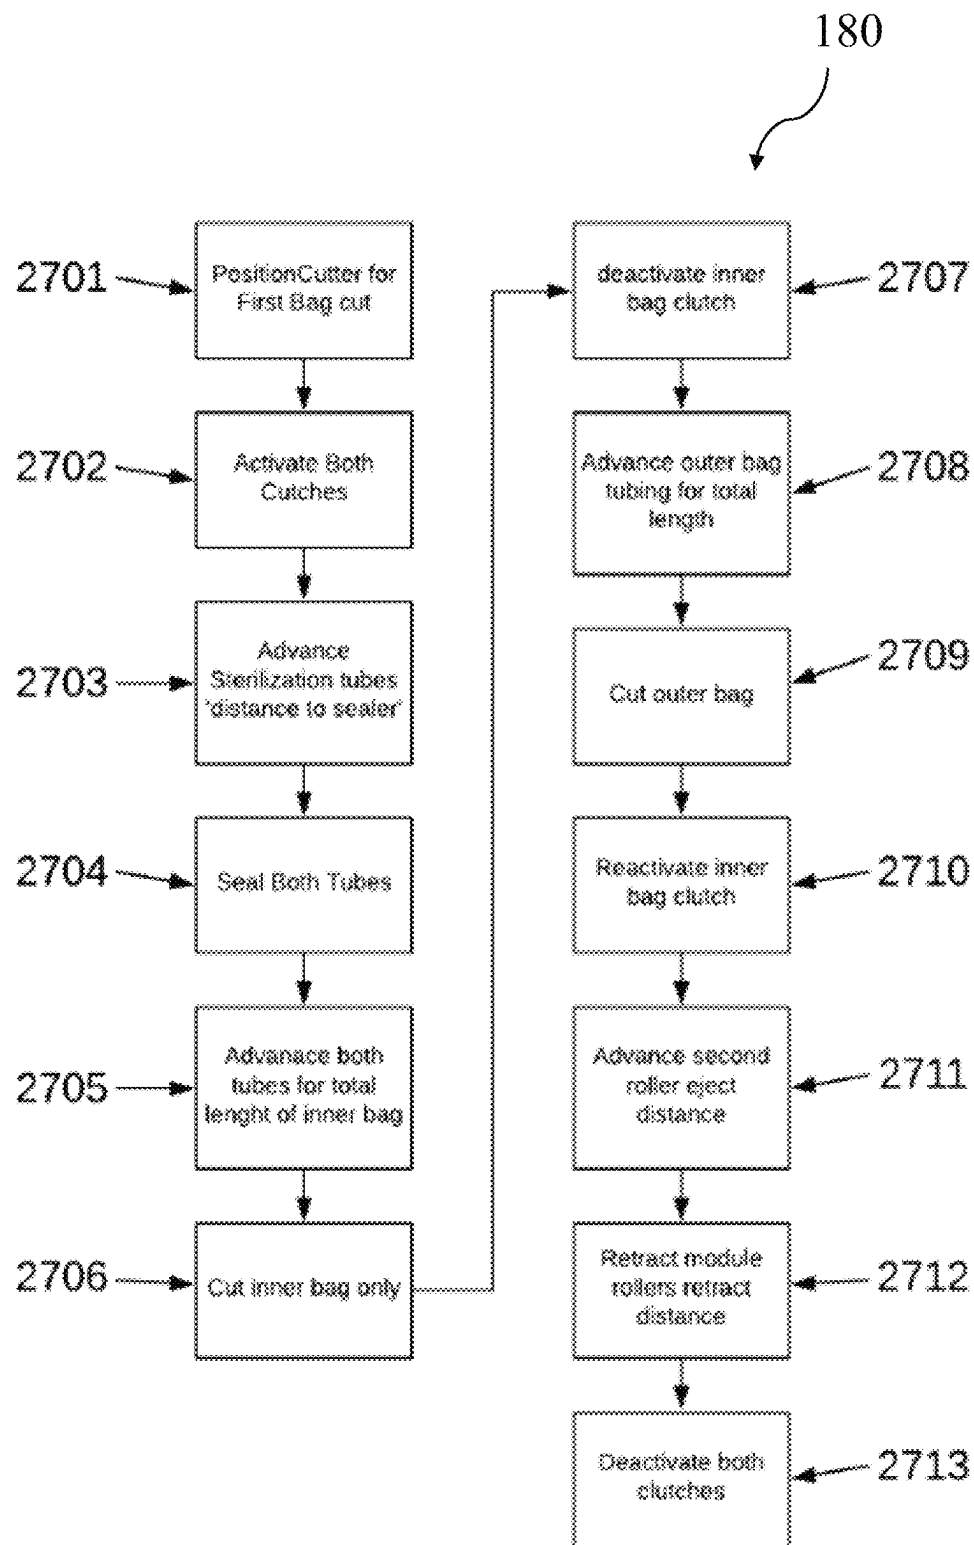 180
2701
PositionCutter for
First Bag cut
2702
Activate Both
Cutches
2703
Advance
Sterilization tubes
'distance to sealer'
2704
Seal Both Tubes
2705
Advanace both
tubes for total
lenght of inner bag
2706
Cut inner bag only
deactivate inner
bag clutch
2707
Advance outer bag
tubing for total
length
2708
Cut outer bag
2709
Reactivate inner
bag clutch
2710
Advance second
roller eject
distance
2711
Retract module
rollers retract
distance
2712
Deactivate both
clutches
2713